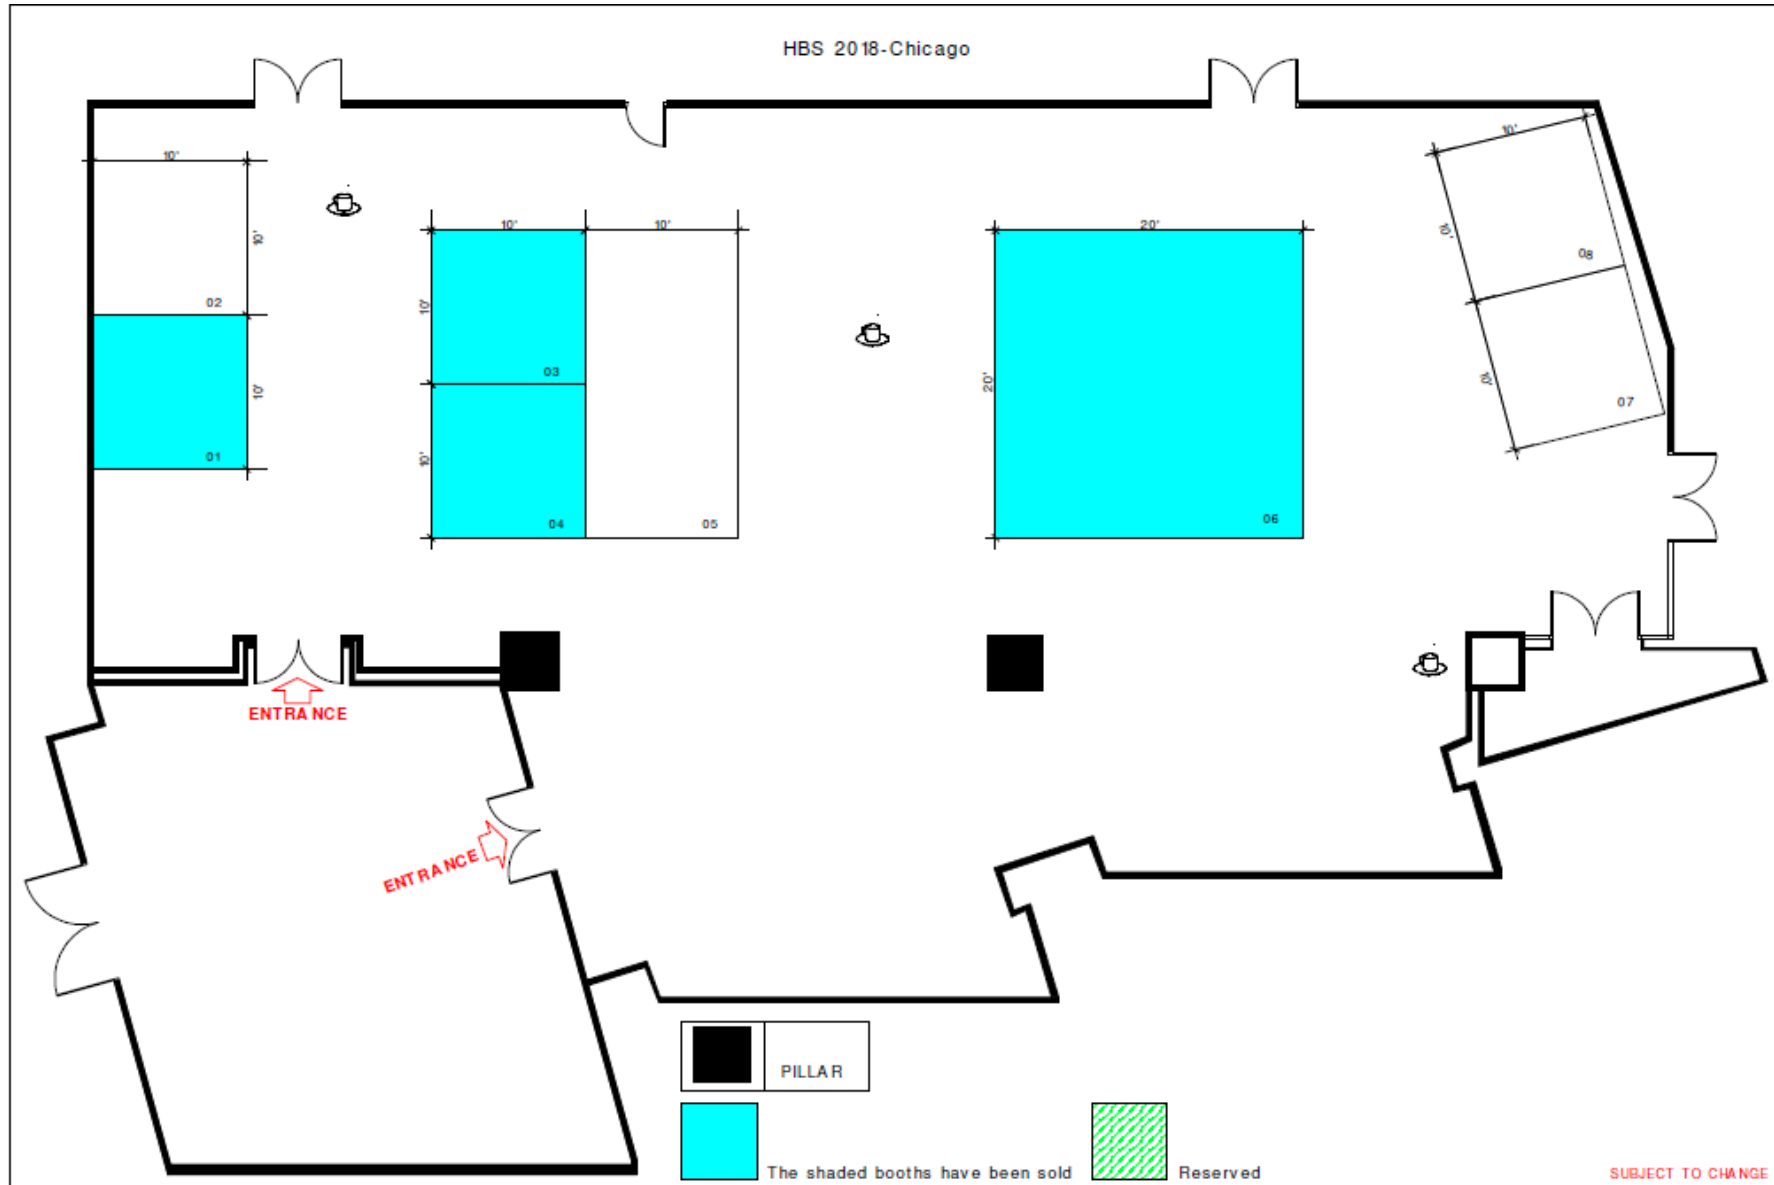 HBS 2018-Chicago
10'
10'
02
10'
01
10'
10'
10'
03
10'
04
05
20'
20'
06
10'
10'
08
10'
07
ENTRANCE
ENTRANCE
PILLAR
The shaded booths have been sold
Reserved
SUBJECT TO CHANGE